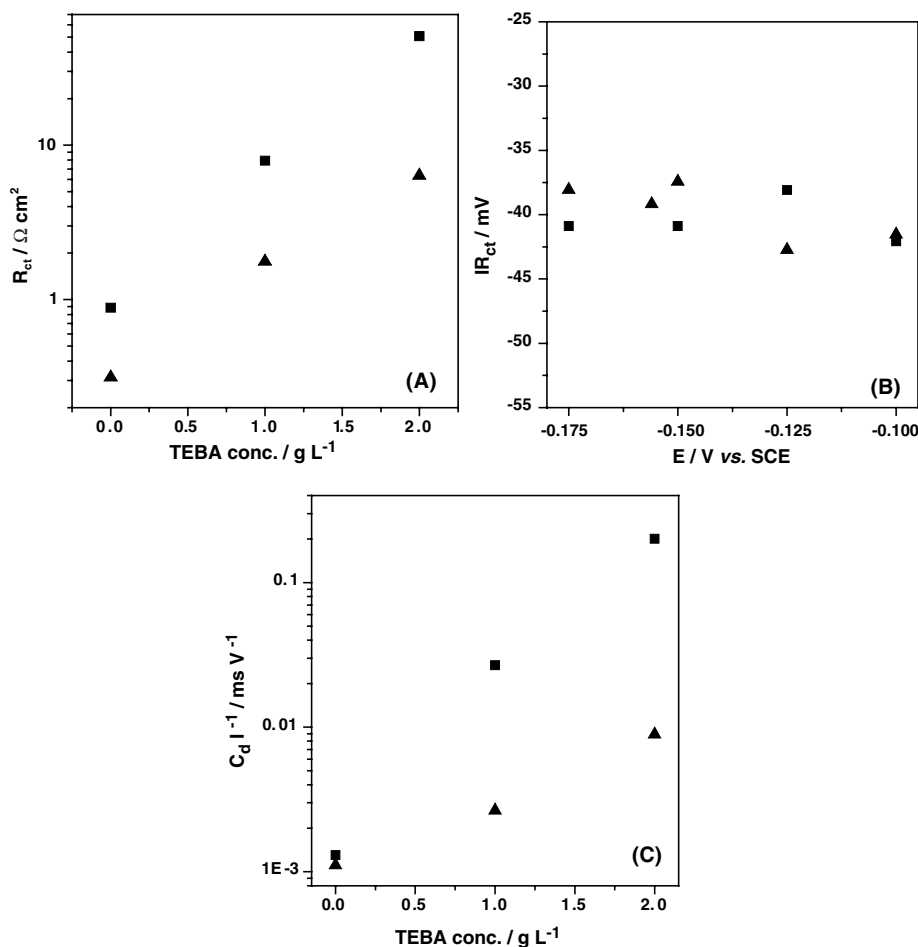 10
1
R_ct / Ω cm²
0.0 0.5 1.0 1.5 2.0
TEBA conc. / g L⁻¹
(A)
-25
-30
-35
-40
-45
-50
-55
IR_ct / mV
-0.175 -0.150 -0.125 -0.100
E / V vs. SCE
(B)
0.1
0.01
1E-3
C_d I⁻¹ / ms V⁻¹
0.0 0.5 1.0 1.5 2.0
TEBA conc. / g L⁻¹
(C)